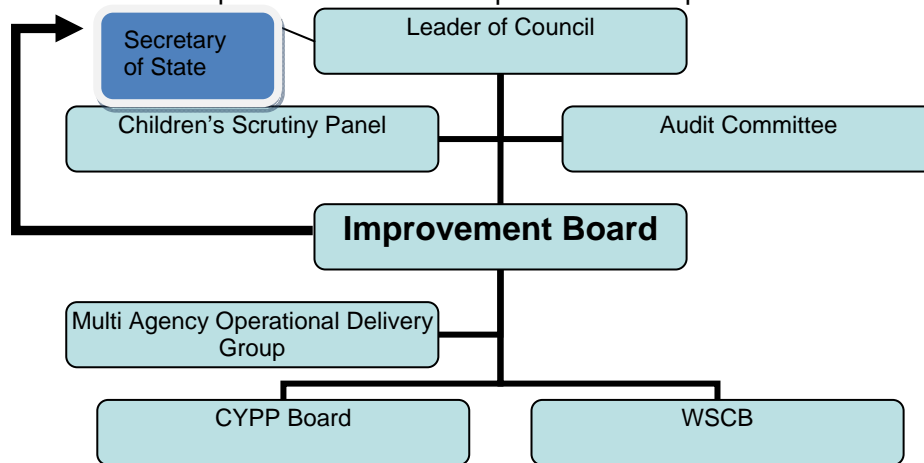 Secretary
of State
Leader of Council
Children's Scrutiny Panel
Audit Committee
Improvement Board
Multi Agency Operational Delivery
Group
CYPP Board
WSCB